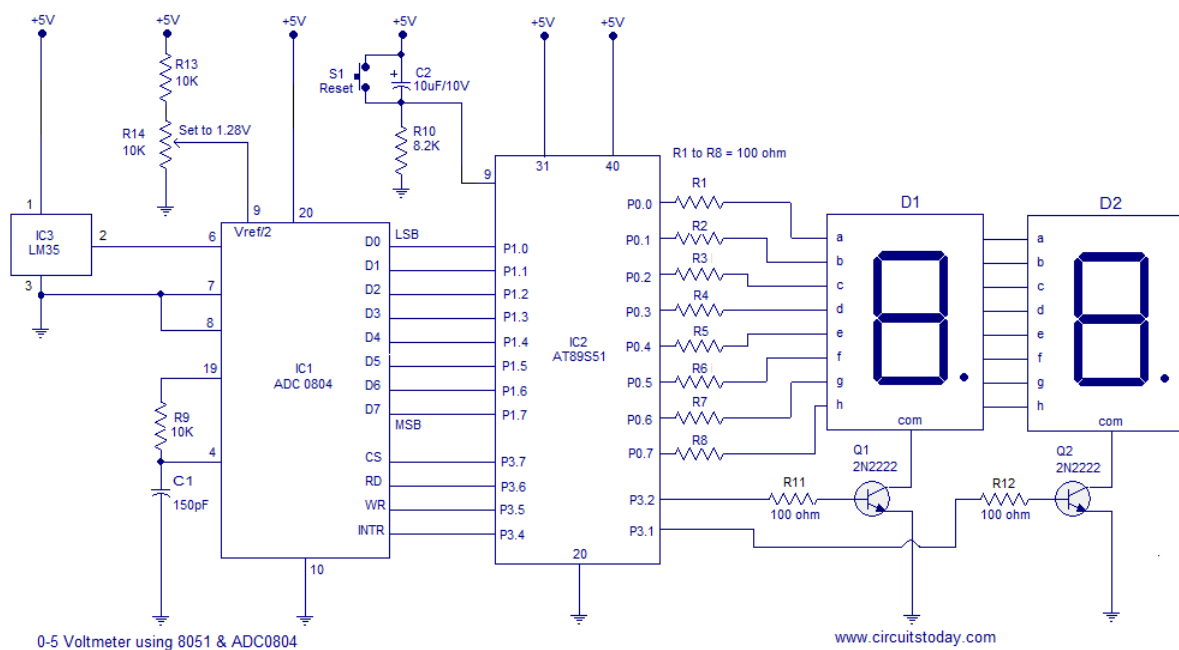 +5V
+5V
+5V
+5V
+5V
+5V
R13
10K
R14
10K
Set to 1.28V
S1
Reset
C2
+
10uF/10V
R10
8.2K
R1 to R8 = 100 ohm
1
IC3
LM35
2
3
9
20
Vref/2
6
7
8
19
4
R9
10K
C1
150pF
IC1
ADC 0804
D0
D1
D2
D3
D4
D5
D6
D7
CS
RD
WR
INTR
10
LSB
MSB
31
40
9
P1.0
P1.1
P1.2
P1.3
P1.4
P1.5
P1.6
P1.7
P3.7
P3.6
P3.5
P3.4
IC2
AT89S51
P0.0
P0.1
P0.2
P0.3
P0.4
P0.5
P0.6
P0.7
P3.2
P3.1
20
R1
R2
R3
R4
R5
R6
R7
R8
D1
a
b
c
d
e
f
g
h
8.
com
D2
a
b
c
d
e
f
g
h
8.
com
Q1
2N2222
R11
100 ohm
Q2
2N2222
R12
100 ohm
0-5 Voltmeter using 8051 & ADC0804
www.circuitstoday.com